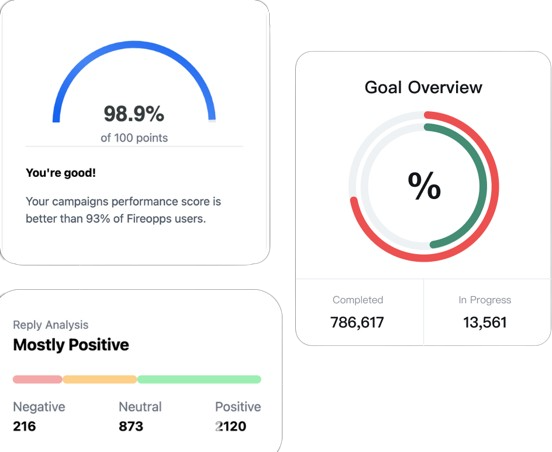 98.9%
of 100 points
You're good!
Your campaigns performance score is
better than 93% of Fireopps users.
Goal Overview
%
Completed
In Progress
786,617
13,561
Reply Analysis
Mostly Positive
Negative
Neutral
Positive
216
873
2120